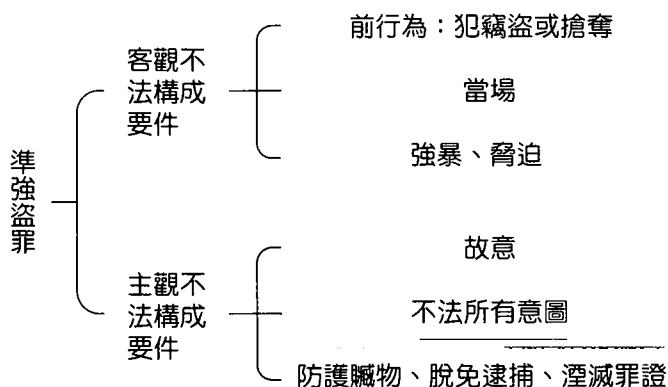 準強盜罪
客觀不
法構成
要件
前行為：犯竊盜或搶奪
當場
強暴、脅迫
主觀不
法構成
要件
故意
不法所有意圖
防護贓物、脫免逮捕、湮滅罪證